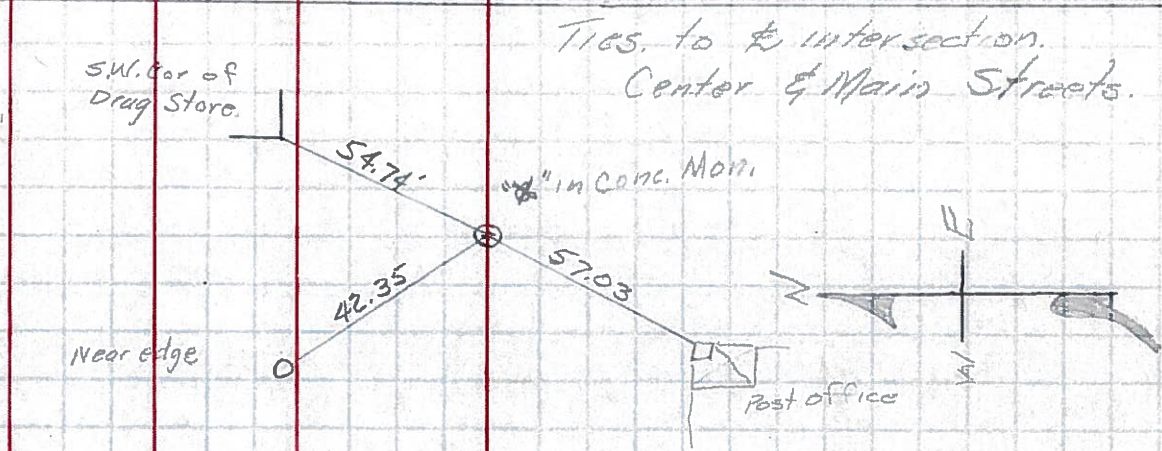 Ties. to ℄ intersection.
Center & Main Streets.
S.W. Cor of
Drug Store.
54.74'
"✳" in Conc. Mon.
42.35
57.03
Near edge
Post office
N
E
W